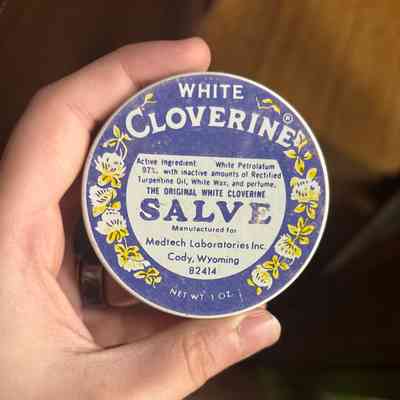 WHITE
CLOVERINE®
Active Ingredient: White Petrolatum
97% with inactive amounts of Rectified
Turpentine Oil, White Wax, and perfume.
THE ORIGINAL WHITE CLOVERINE
SALVE
Manufactured for
Medtech Laboratories Inc.
Cody, Wyoming
82414
NET WT. 1 OZ.